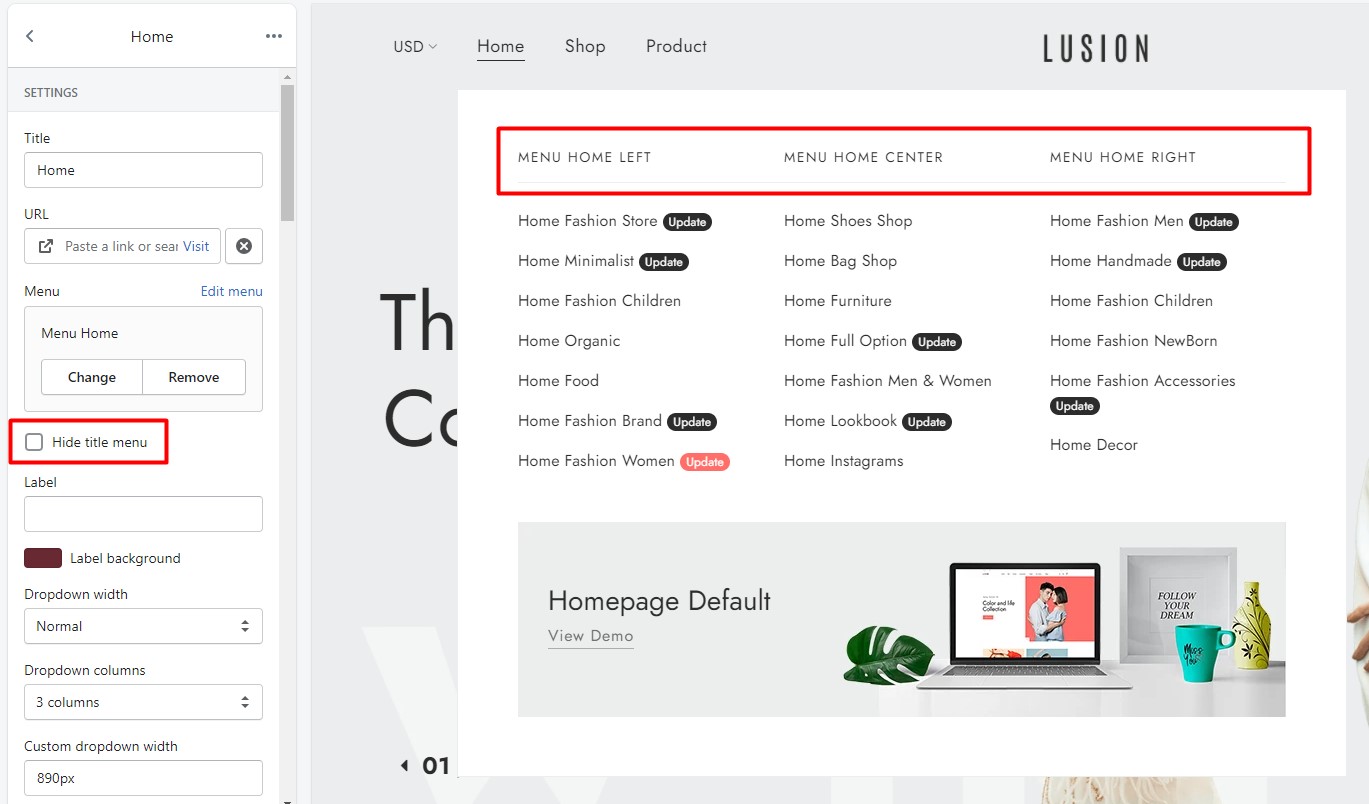 Home
SETTINGS
Title
Home
URL
Paste a link or sear Visit
Menu Edit menu
Menu Home
Change Remove
Hide title menu
Label
Label background
Dropdown width
Normal
Dropdown columns
3 columns
Custom dropdown width
890px
USD Home Shop Product LUSION
MENU HOME LEFT
Home Fashion Store Update
Home Minimalist Update
Home Fashion Children
Home Organic
Home Food
Home Fashion Brand Update
Home Fashion Women Update
MENU HOME CENTER
Home Shoes Shop
Home Bag Shop
Home Furniture
Home Full Option Update
Home Fashion Men & Women
Home Lookbook Update
Home Instagrams
MENU HOME RIGHT
Home Fashion Men Update
Home Handmade Update
Home Fashion Children
Home Fashion NewBorn
Home Fashion Accessories
Update
Home Decor
Th
Co
Homepage Default
View Demo
Color and life
Collection
FOLLOW
YOUR
DREAM
Miss
You
01